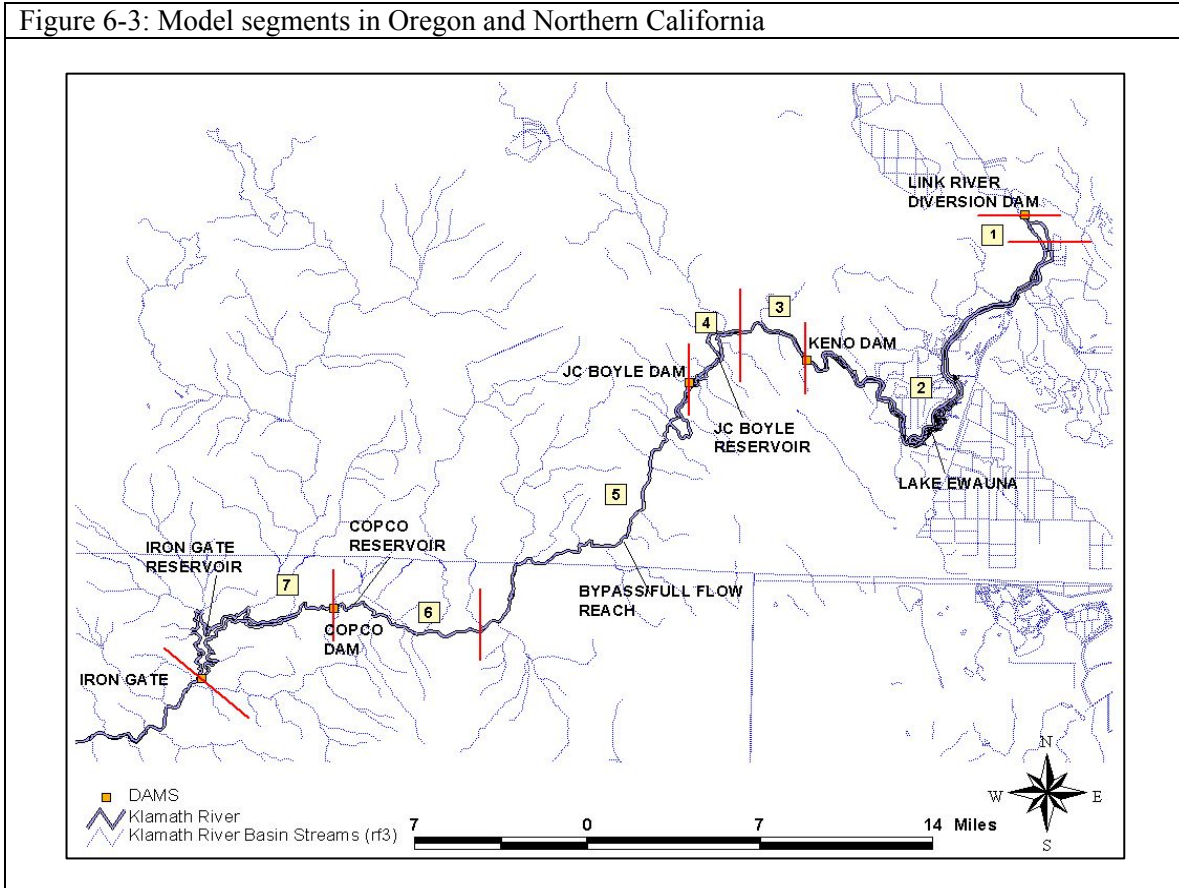 Figure 6-3: Model segments in Oregon and Northern California
LINK RIVER
DIVERSION DAM
1
3
4
KENO DAM
JC BOYLE DAM
2
JC BOYLE
RESERVOIR
LAKE EWAUNA
5
COPCO
RESERVOIR
IRON GATE
RESERVOIR
7
BYPASS/FULL FLOW
REACH
6
COPCO
DAM
IRON GATE
N
W
E
S
DAMS
Klamath River
Klamath River Basin Streams (rf3)
7 0 7 14 Miles